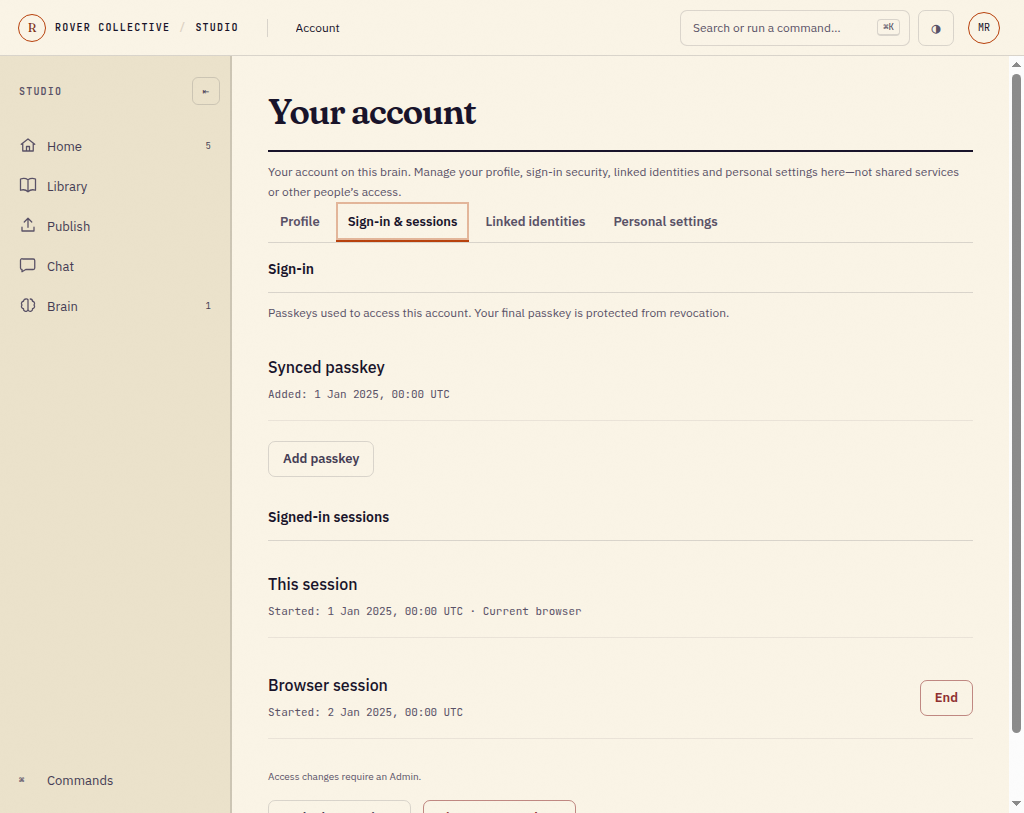 R ROVER COLLECTIVE / STUDIO Account Search or run a command... ⌘K MR
STUDIO
Home 5
Library
Publish
Chat
Brain 1
⌘ Commands
Your account
Your account on this brain. Manage your profile, sign-in security, linked identities and personal settings here—not shared services
or other people's access.
Profile Sign-in & sessions Linked identities Personal settings
Sign-in
Passkeys used to access this account. Your final passkey is protected from revocation.
Synced passkey
Added: 1 Jan 2025, 00:00 UTC
Add passkey
Signed-in sessions
This session
Started: 1 Jan 2025, 00:00 UTC · Current browser
Browser session
Started: 2 Jan 2025, 00:00 UTC
End
Access changes require an Admin.